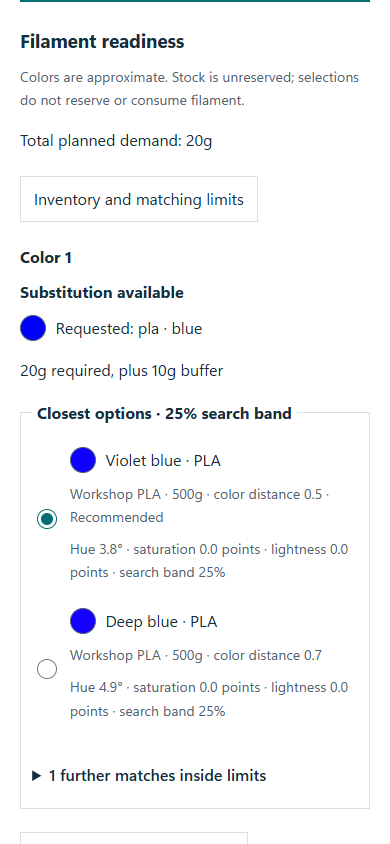 Filament readiness
Colors are approximate. Stock is unreserved; selections
do not reserve or consume filament.
Total planned demand: 20g
Inventory and matching limits
Color 1
Substitution available
Requested: pla · blue
20g required, plus 10g buffer
Closest options · 25% search band
Violet blue · PLA
Workshop PLA · 500g · color distance 0.5 ·
Recommended
Hue 3.8° · saturation 0.0 points · lightness 0.0
points · search band 25%
Deep blue · PLA
Workshop PLA · 500g · color distance 0.7
Hue 4.9° · saturation 0.0 points · lightness 0.0
points · search band 25%
1 further matches inside limits